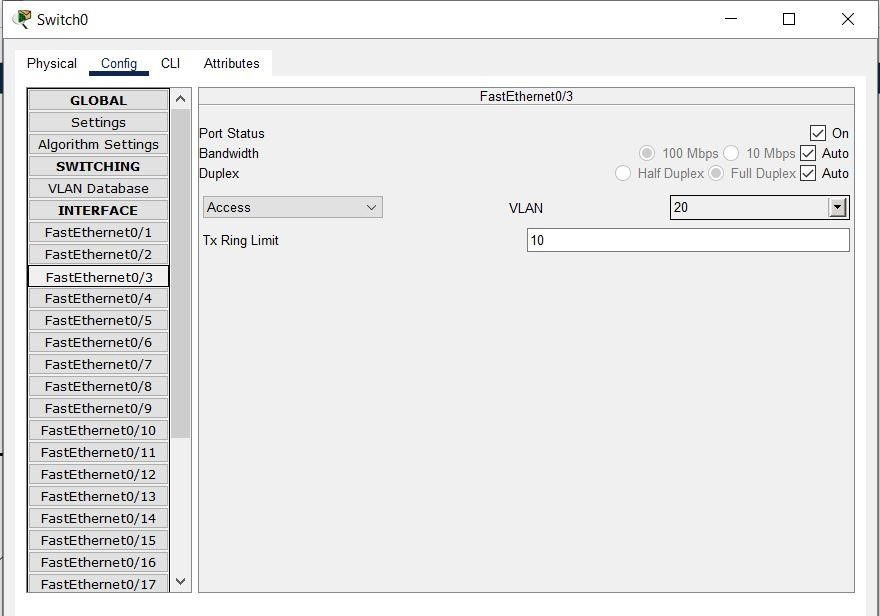 Switch0
Physical Config CLI Attributes
GLOBAL
Settings
Algorithm Settings
SWITCHING
VLAN Database
INTERFACE
FastEthernet0/1
FastEthernet0/2
FastEthernet0/3
FastEthernet0/4
FastEthernet0/5
FastEthernet0/6
FastEthernet0/7
FastEthernet0/8
FastEthernet0/9
FastEthernet0/10
FastEthernet0/11
FastEthernet0/12
FastEthernet0/13
FastEthernet0/14
FastEthernet0/15
FastEthernet0/16
FastEthernet0/17
FastEthernet0/3
Port Status On
Bandwidth 100 Mbps 10 Mbps Auto
Duplex Half Duplex Full Duplex Auto
Access VLAN 20
Tx Ring Limit 10